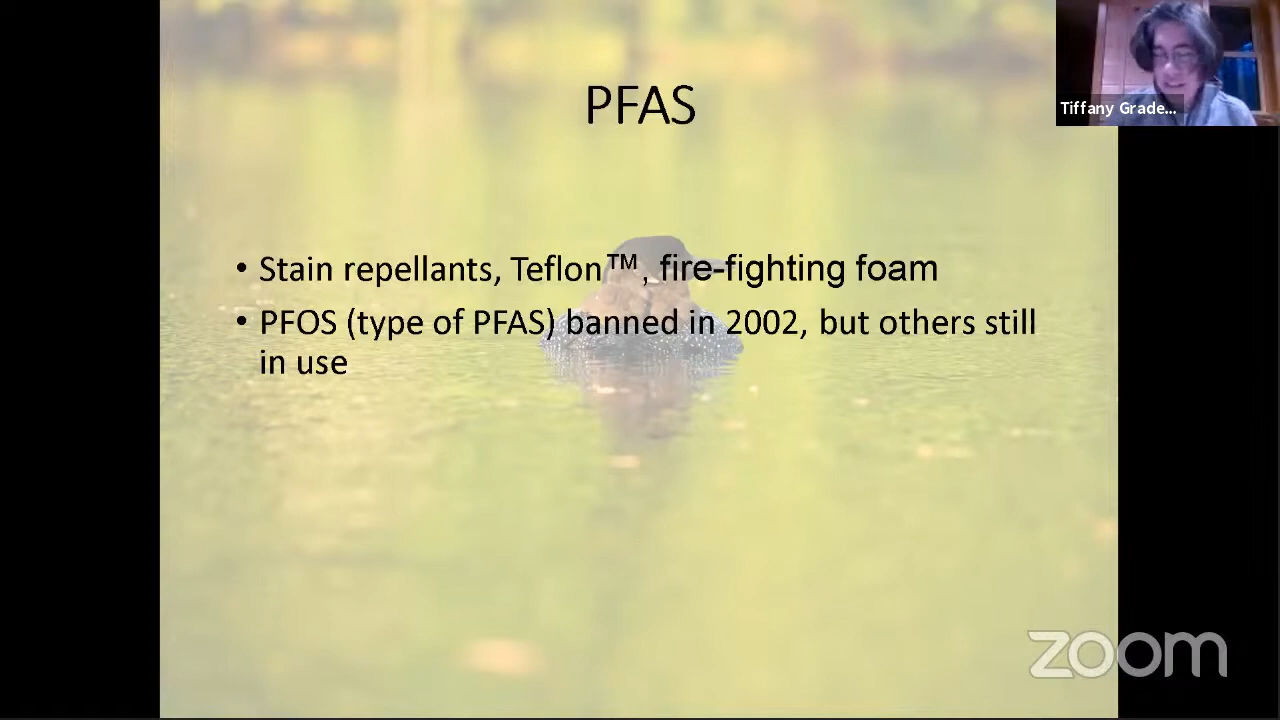 PFAS
Tiffany Grade...
• Stain repellants, Teflon™, fire-fighting foam
• PFOS (type of PFAS) banned in 2002, but others still
in use
zoom